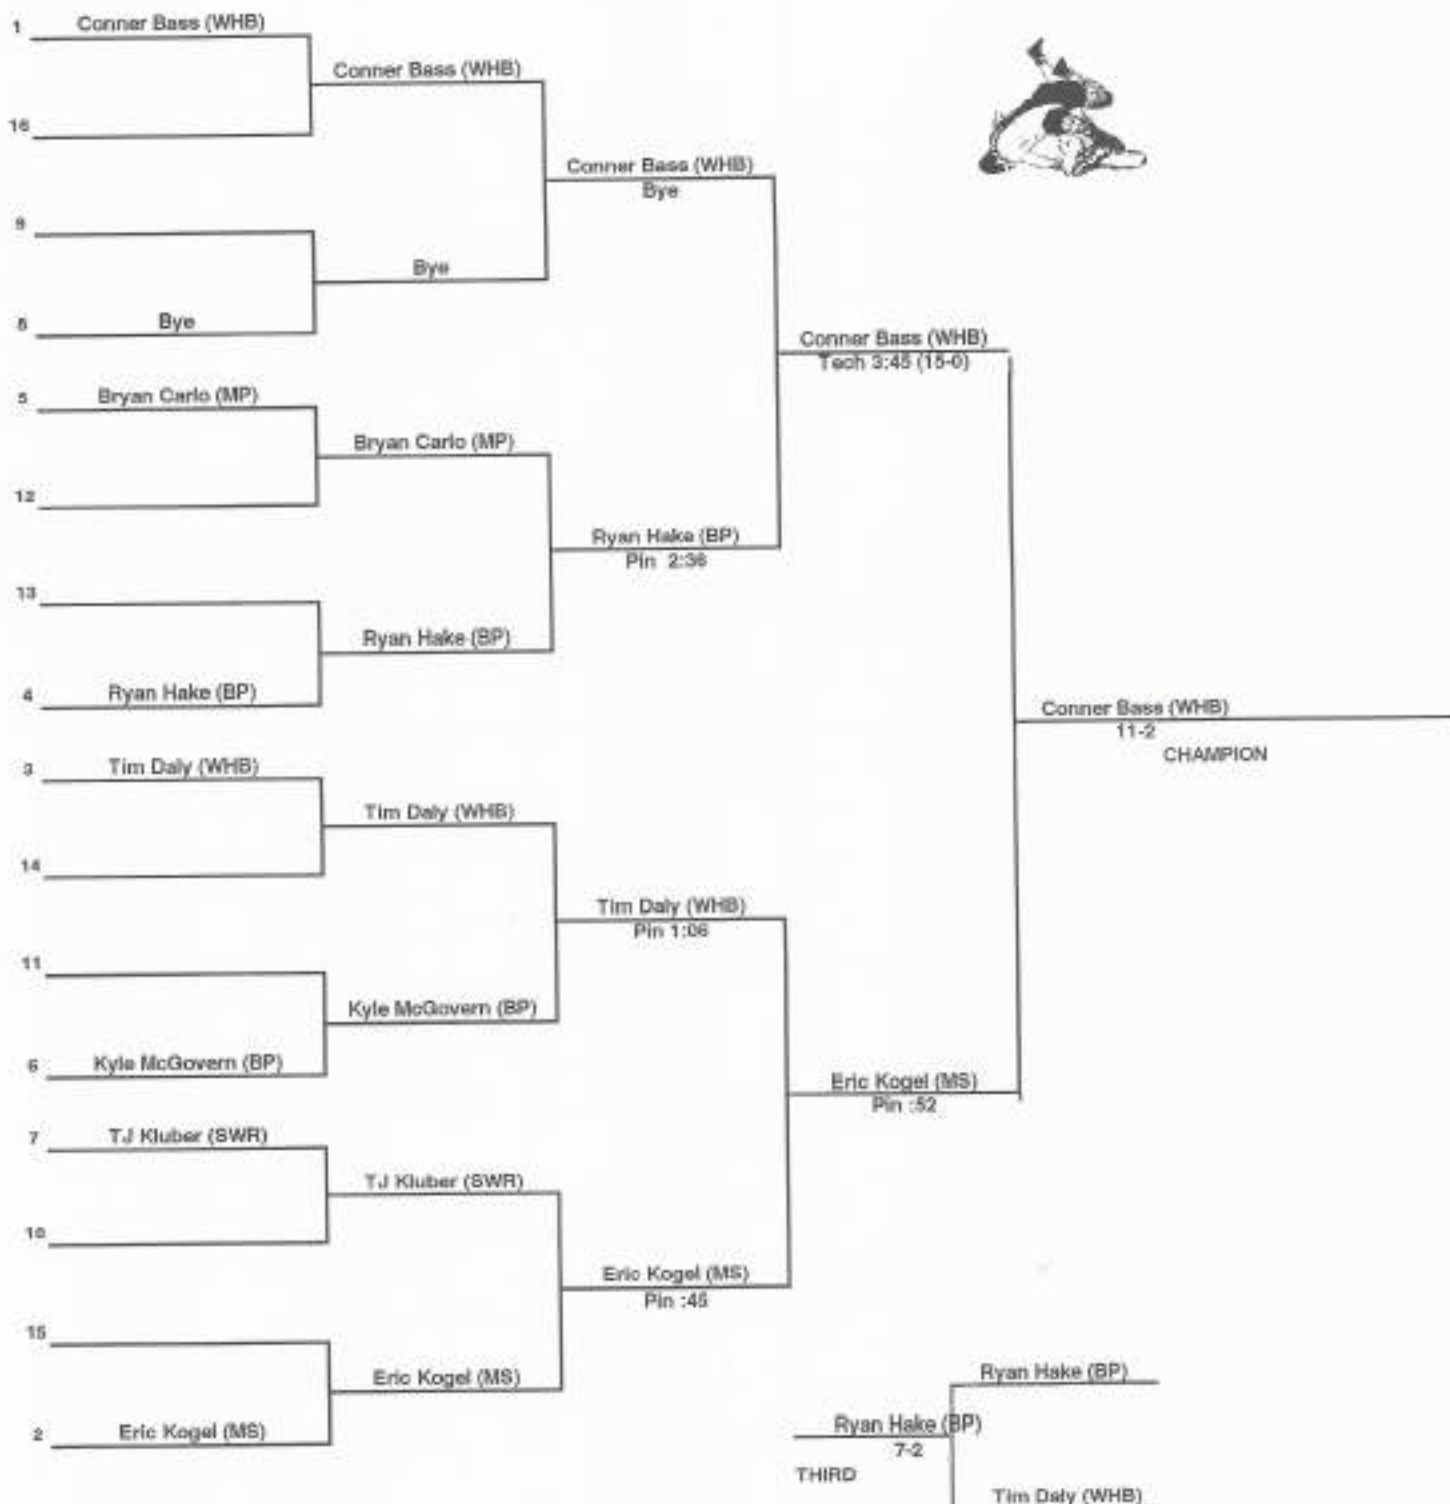 1 Conner Bass (WHB)
Conner Bass (WHB)
16
Conner Bass (WHB)
Bye
9
Bye
8 Bye
Conner Bass (WHB)
Tech 3:45 (15-0)
5 Bryan Carlo (MP)
Bryan Carlo (MP)
12
Ryan Hake (BP)
Pin 2:36
13
Ryan Hake (BP)
4 Ryan Hake (BP)
Conner Bass (WHB)
11-2
CHAMPION
3 Tim Daly (WHB)
Tim Daly (WHB)
14
Tim Daly (WHB)
Pin 1:06
11
Kyle McGovern (BP)
6 Kyle McGovern (BP)
Eric Kogel (MS)
Pin :52
7 TJ Kluber (SWR)
TJ Kluber (SWR)
10
Eric Kogel (MS)
Pin :45
15
Eric Kogel (MS)
2 Eric Kogel (MS)
Ryan Hake (BP)
Ryan Hake (BP)
7-2
THIRD
Tim Daly (WHB)